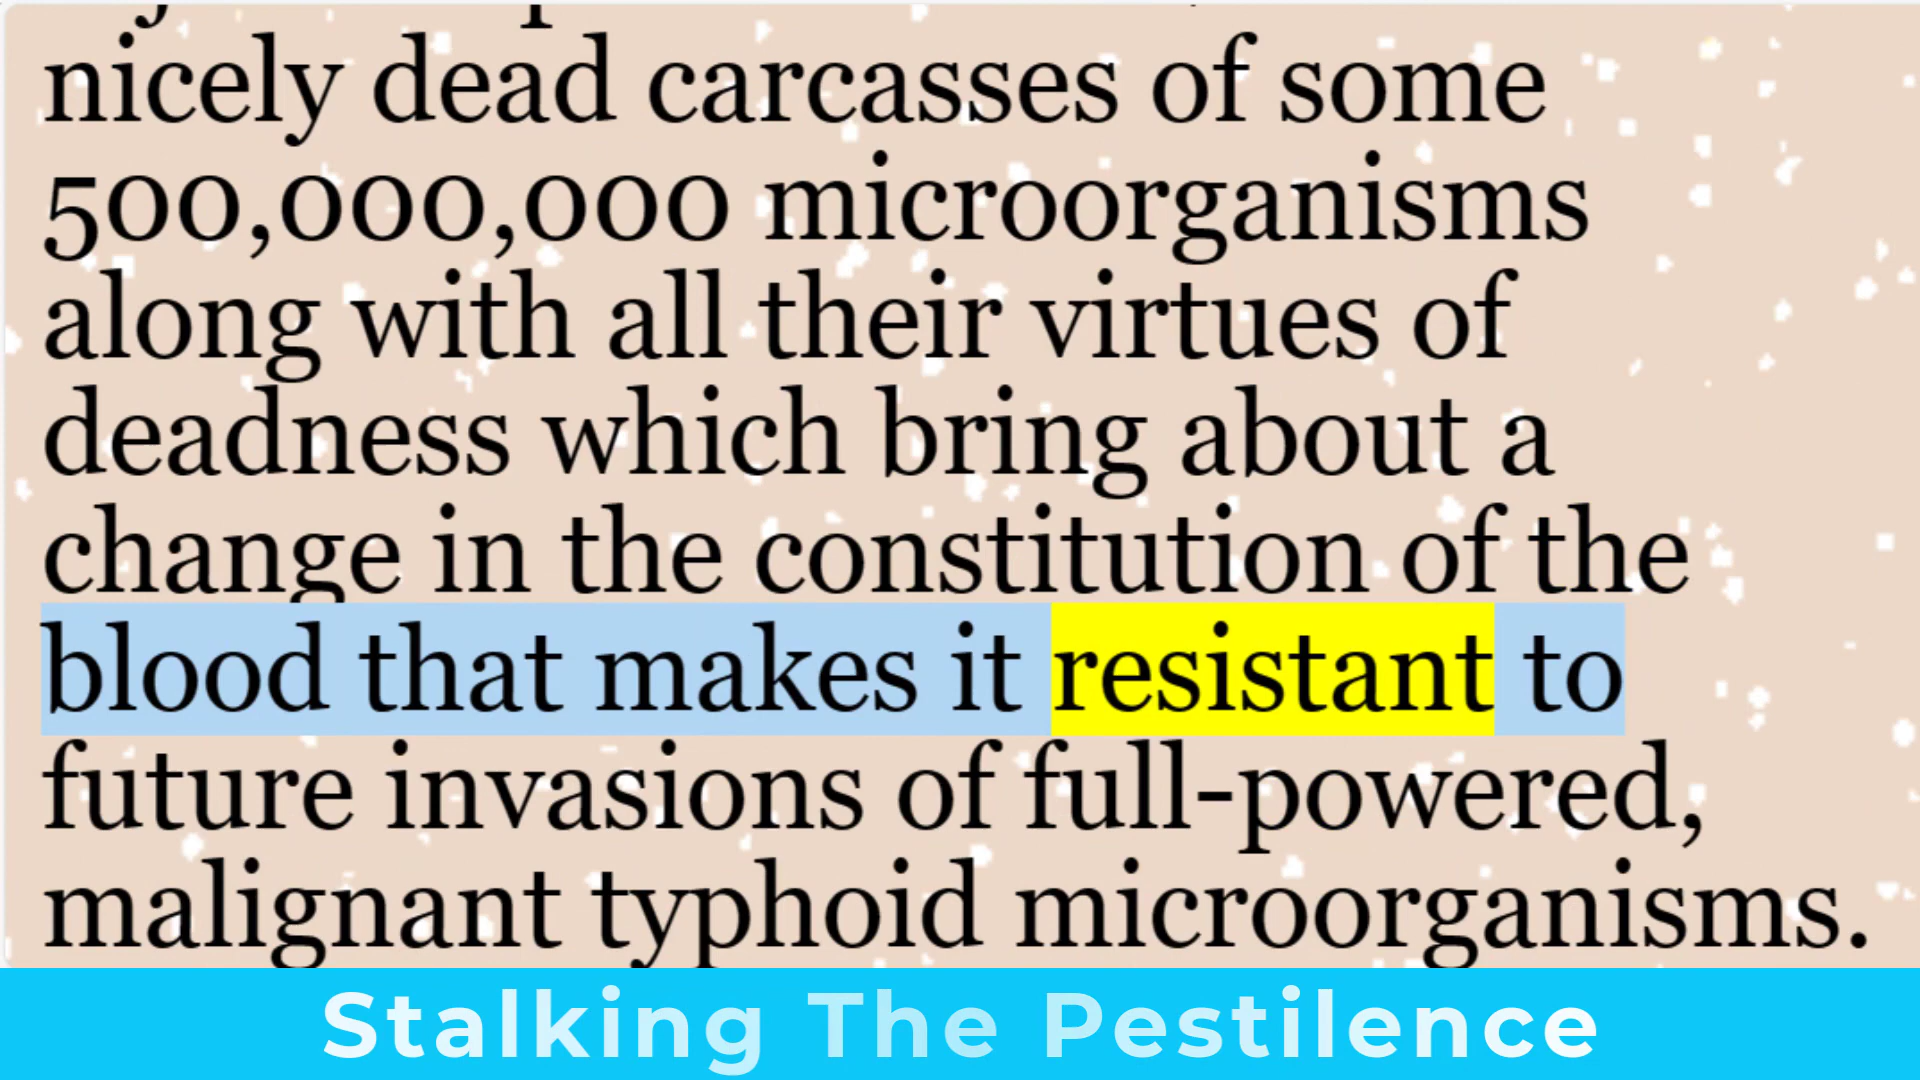 nicely dead carcasses of some
500,000,000 microorganisms
along with all their virtues of
deadness which bring about a
change in the constitution of the
blood that makes it resistant to
future invasions of full-powered,
malignant typhoid microorganisms.
Stalking The Pestilence